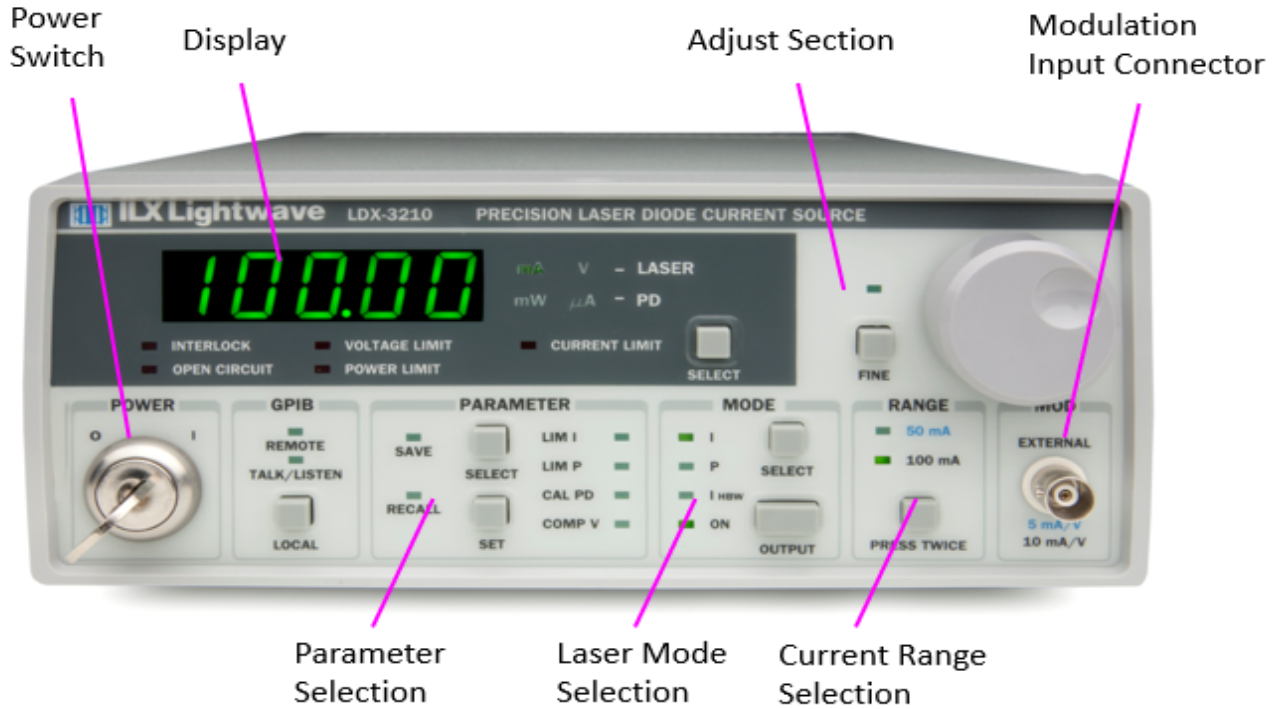 Power
Switch
Display
Adjust Section
Modulation
Input Connector
ILX Lightwave LDX-3210 PRECISION LASER DIODE CURRENT SOURCE
100.00
mA V – LASER
mW μA – PD
INTERLOCK VOLTAGE LIMIT CURRENT LIMIT
OPEN CIRCUIT POWER LIMIT
SELECT
FINE
POWER
O I
GPIB
REMOTE
TALK/LISTEN
LOCAL
PARAMETER
SAVE
RECALL
SELECT
SET
LIM I
LIM P
CAL PD
COMP V
MODE
I
P
I HBW
ON
SELECT
OUTPUT
RANGE
50 mA
100 mA
PRESS TWICE
MOD
EXTERNAL
5 mA/V
10 mA/V
Parameter
Selection
Laser Mode
Selection
Current Range
Selection